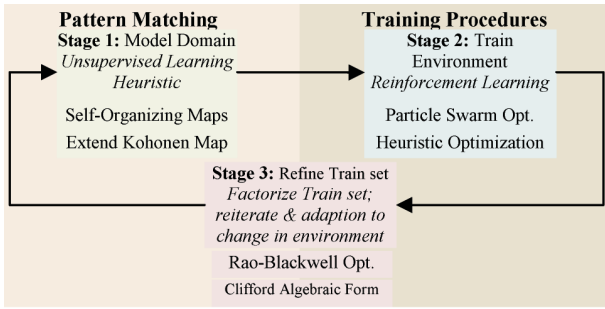 Pattern Matching
Training Procedures
Stage 1: Model Domain
Unsupervised Learning
Heuristic
Self-Organizing Maps
Extend Kohonen Map
Stage 2: Train
Environment
Reinforcement Learning
Particle Swarm Opt.
Heuristic Optimization
Stage 3: Refine Train set
Factorize Train set;
reiterate & adaption to
change in environment
Rao-Blackwell Opt.
Clifford Algebraic Form